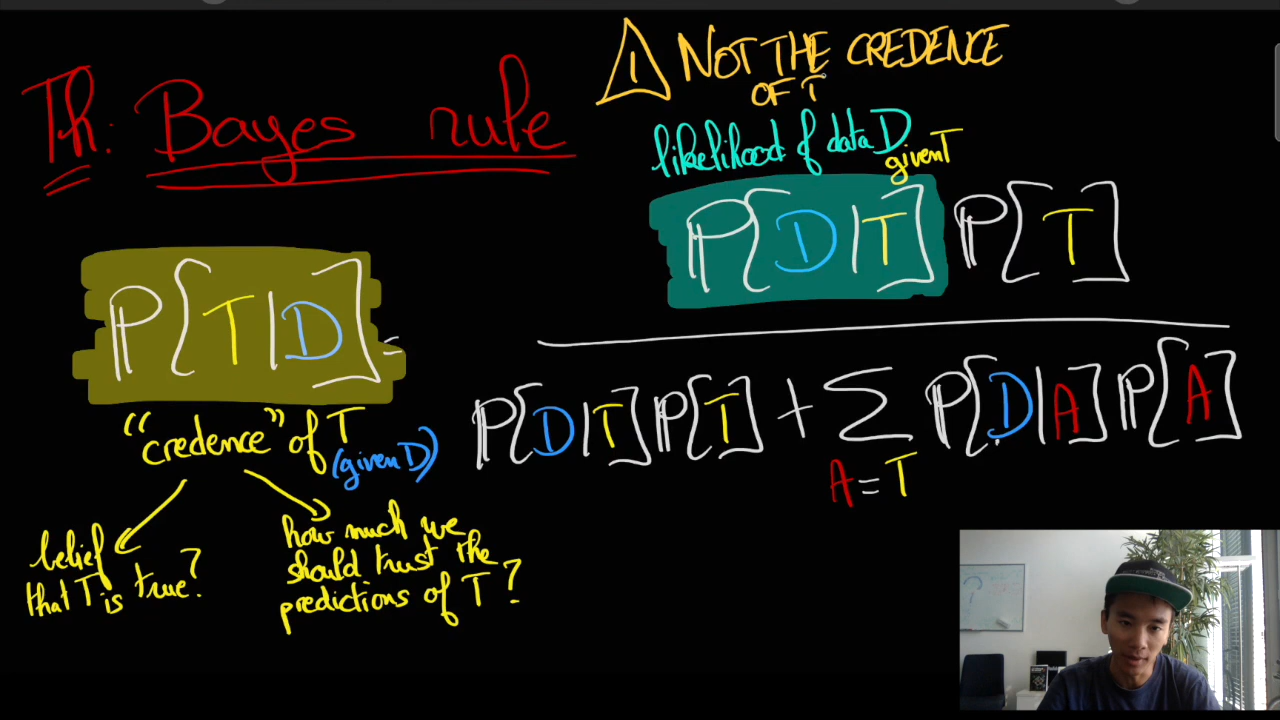 Th: Bayes rule
! NOT THE CREDENCE
OF T
likelihood of data D
given T
P[D|T] P[T]
P[T|D] =
P[D|T] P[T] + Σ P[D|A] P[A]
A = T
"credence" of T
(given D)
belief
that T is true?
how much we
should trust the
predictions of T?